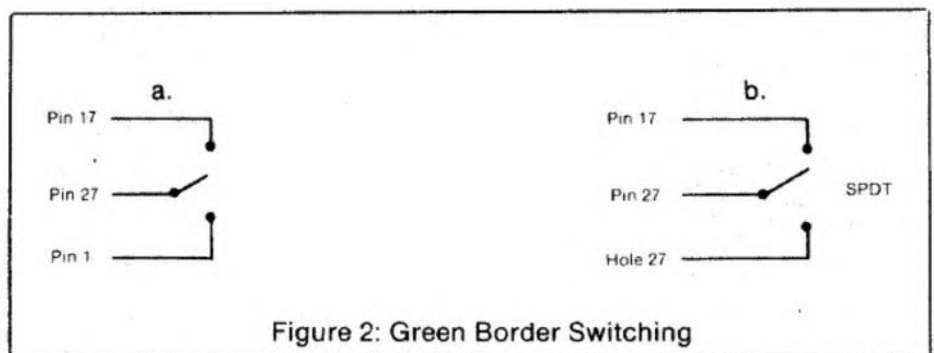 a.
Pin 17
Pin 27
Pin 1
b.
Pin 17
Pin 27
SPDT
Hole 27
Figure 2: Green Border Switching